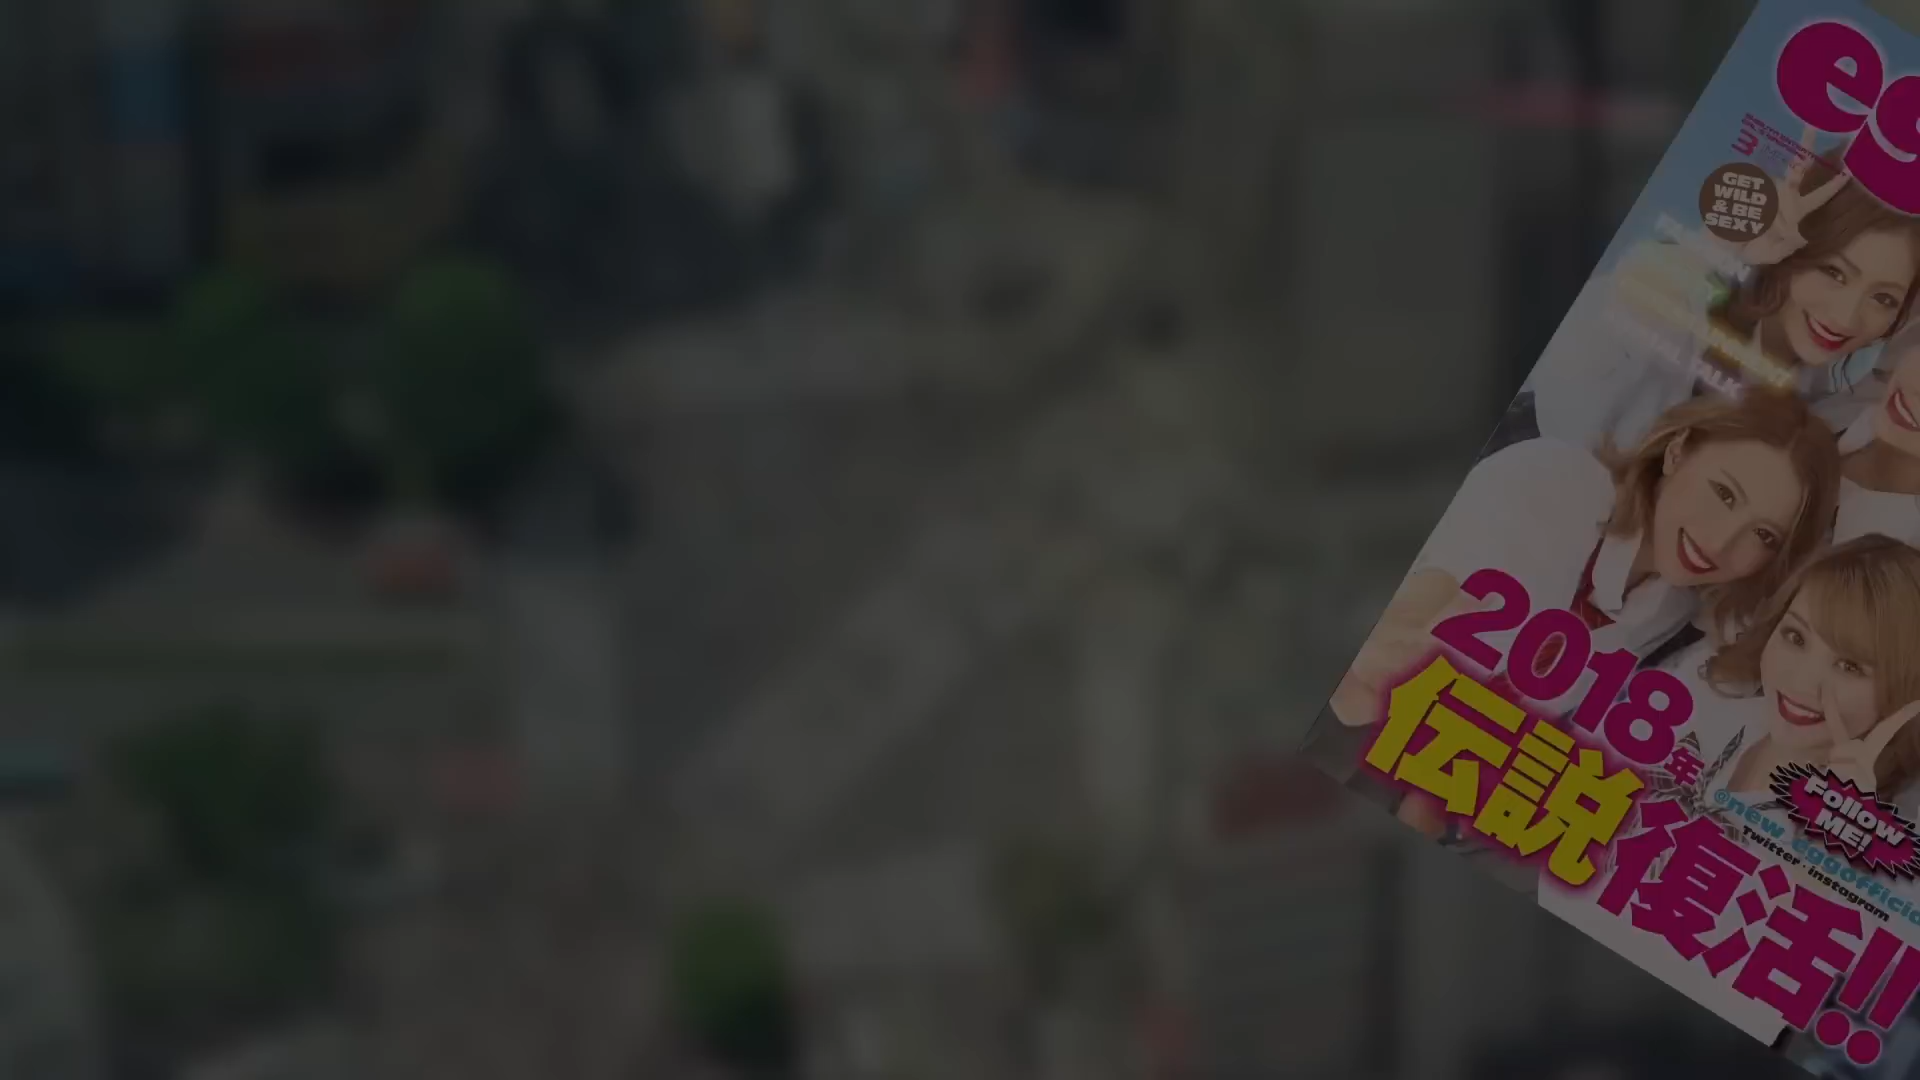 eg
3
GET
WILD
& BE
SEXY
2018年
伝説
復活!!
Follow
ME!
@new_eggofficia
Twitter・instagram